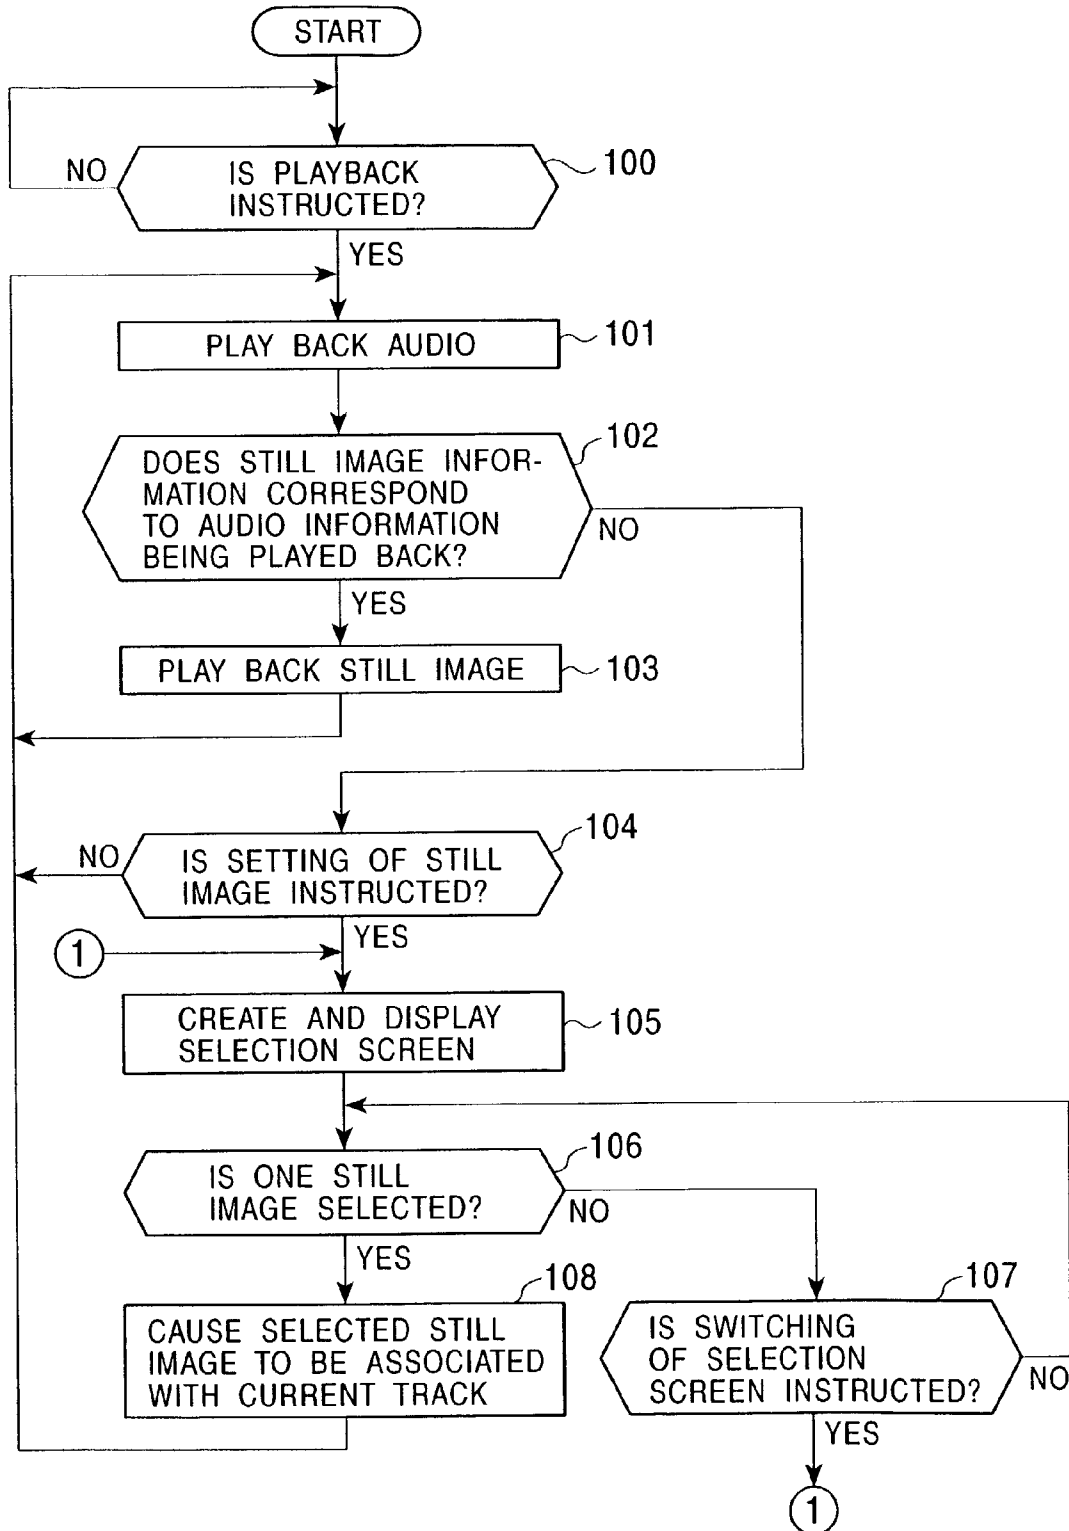 START
NO
IS PLAYBACK
INSTRUCTED?
100
YES
PLAY BACK AUDIO
101
102
DOES STILL IMAGE INFOR-
MATION CORRESPOND
TO AUDIO INFORMATION
BEING PLAYED BACK?
NO
YES
PLAY BACK STILL IMAGE
103
104
NO
IS SETTING OF STILL
IMAGE INSTRUCTED?
YES
1
CREATE AND DISPLAY
SELECTION SCREEN
105
106
IS ONE STILL
IMAGE SELECTED?
NO
YES
108
CAUSE SELECTED STILL
IMAGE TO BE ASSOCIATED
WITH CURRENT TRACK
107
IS SWITCHING
OF SELECTION
SCREEN INSTRUCTED?
NO
YES
1